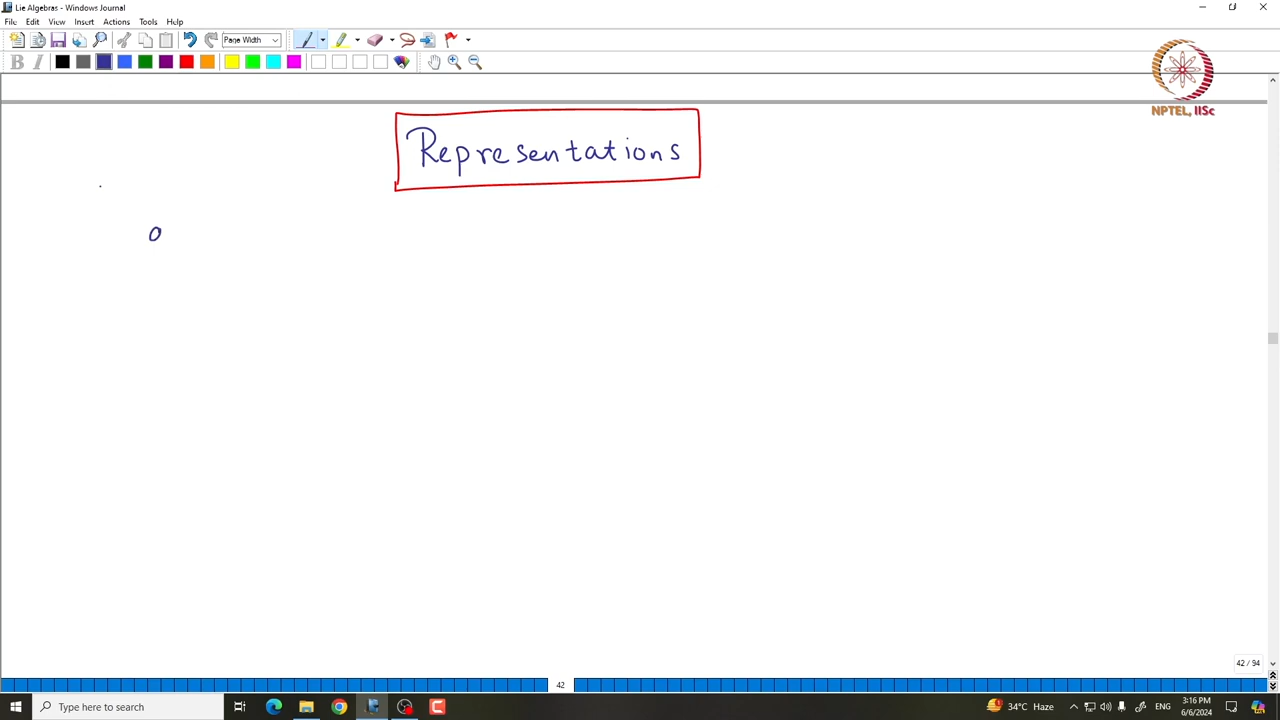 Lie Algebras - Windows Journal
File Edit View Insert Actions Tools Help
Page Width
B I
NPTEL, IISc
Representations
o
42 / 94
42
Type here to search
34°C Haze
ENG
3:16 PM
6/6/2024